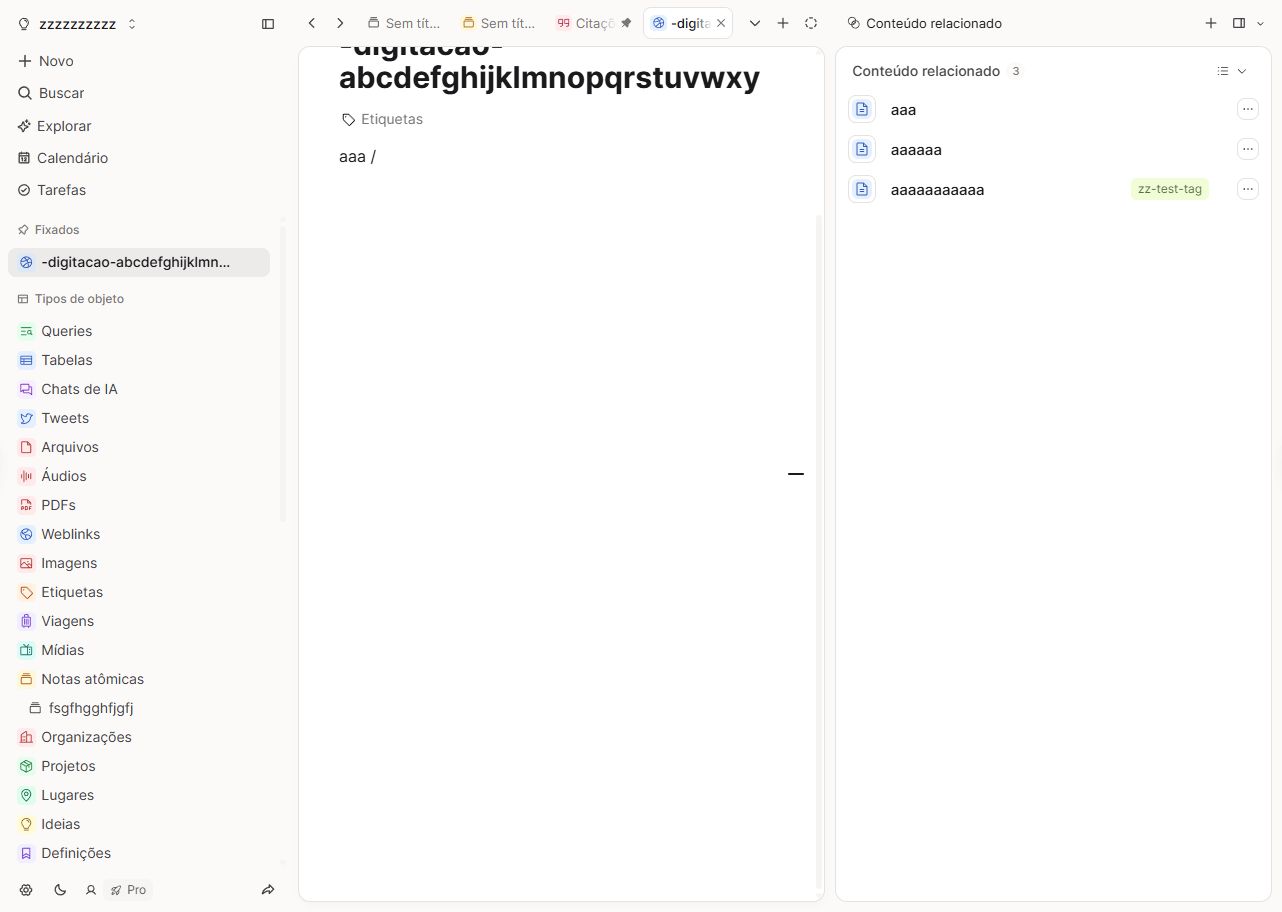 zzzzzzzzzz
Novo
Buscar
Explorar
Calendário
Tarefas
Fixados
-digitacao-abcdefghijklmn...
Tipos de objeto
Queries
Tabelas
Chats de IA
Tweets
Arquivos
Áudios
PDFs
Weblinks
Imagens
Etiquetas
Viagens
Mídias
Notas atômicas
fsgfhgghfjgfj
Organizações
Projetos
Lugares
Ideias
Definições
Pro
Sem tít...
Sem tít...
Citaçõ
-digita
-digitacao-
abcdefghijklmnopqrstuvwxy
Etiquetas
aaa /
Conteúdo relacionado
Conteúdo relacionado 3
aaa
aaaaaa
aaaaaaaaaaa zz-test-tag